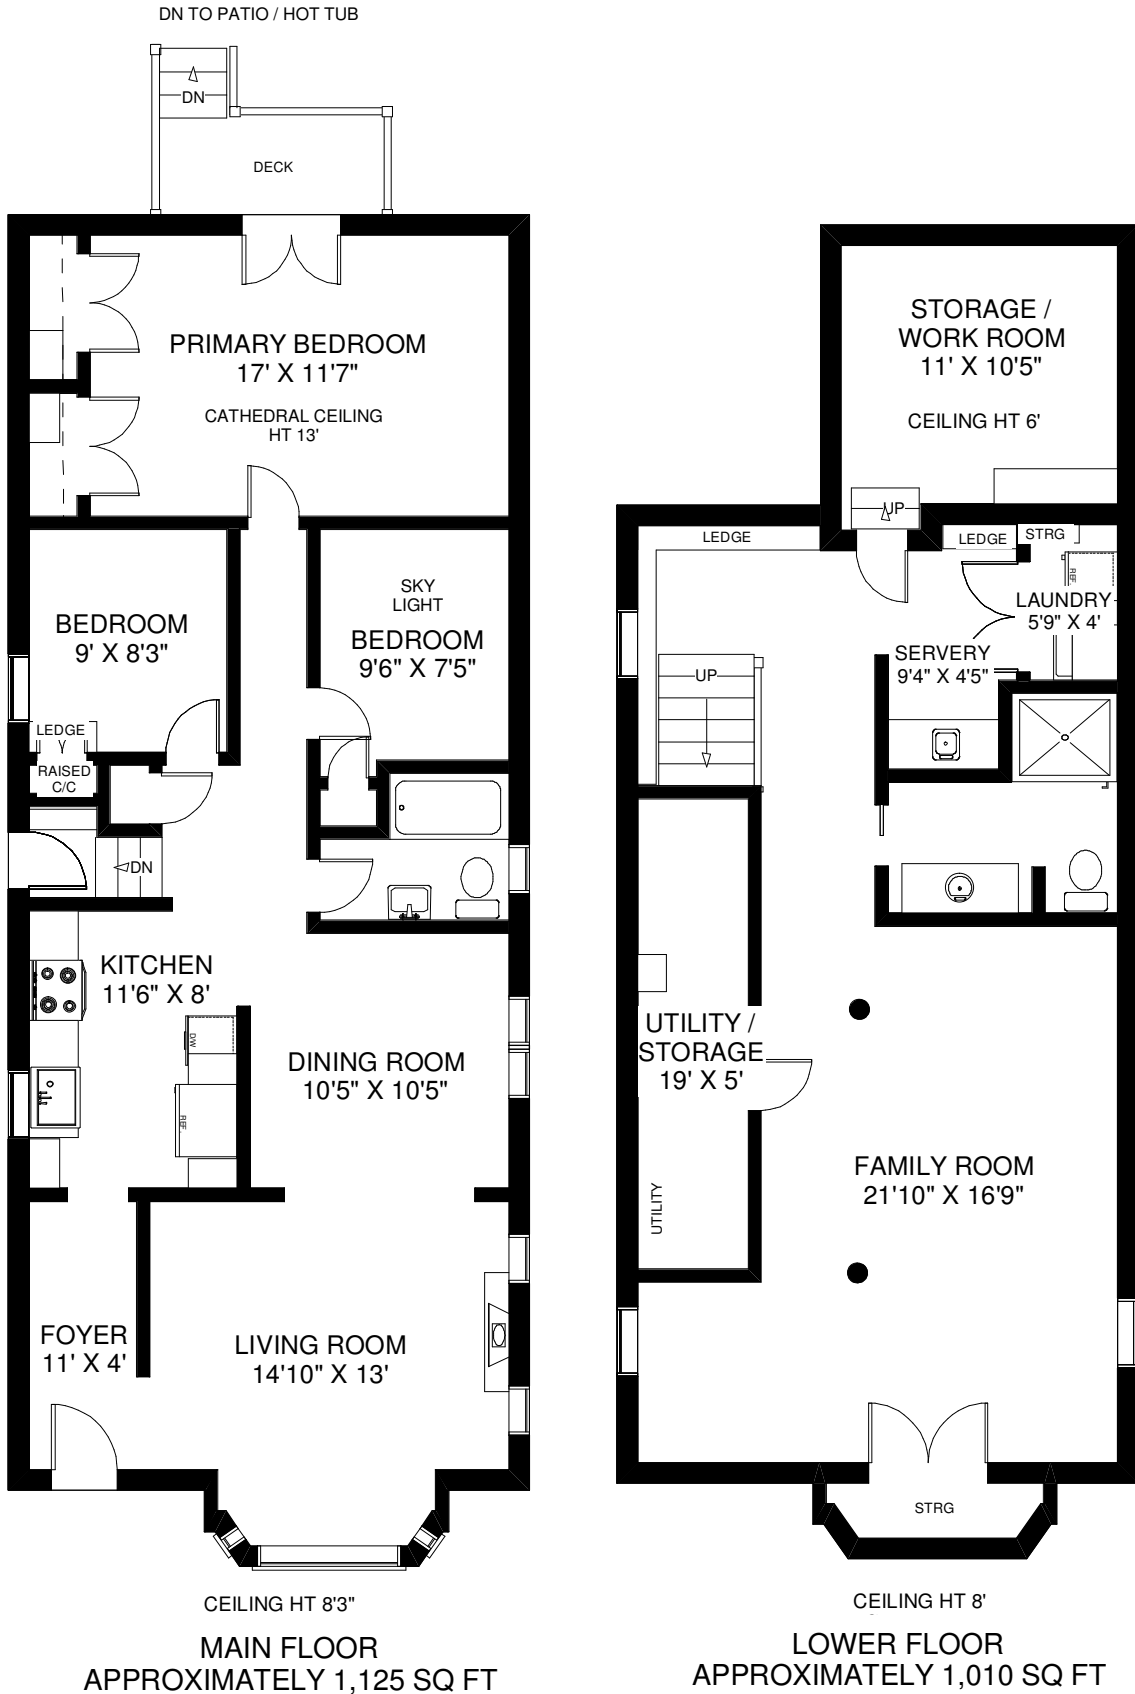 DN TO PATIO / HOT TUB
DN
DECK
PRIMARY BEDROOM
17' X 11'7"
CATHEDRAL CEILING
HT 13'
BEDROOM
9' X 8'3"
SKY
LIGHT
BEDROOM
9'6" X 7'5"
LEDGE
RAISED
C/C
DN
KITCHEN
11'6" X 8'
D/W
REF.
DINING ROOM
10'5" X 10'5"
FOYER
11' X 4'
LIVING ROOM
14'10" X 13'
CEILING HT 8'3"
MAIN FLOOR
APPROXIMATELY 1,125 SQ FT
STORAGE /
WORK ROOM
11' X 10'5"
CEILING HT 6'
UP
LEDGE
LEDGE
STRG
REF
LAUNDRY
5'9" X 4'
SERVERY
9'4" X 4'5"
UP
UTILITY /
STORAGE
19' X 5'
UTILITY
FAMILY ROOM
21'10" X 16'9"
STRG
CEILING HT 8'
LOWER FLOOR
APPROXIMATELY 1,010 SQ FT